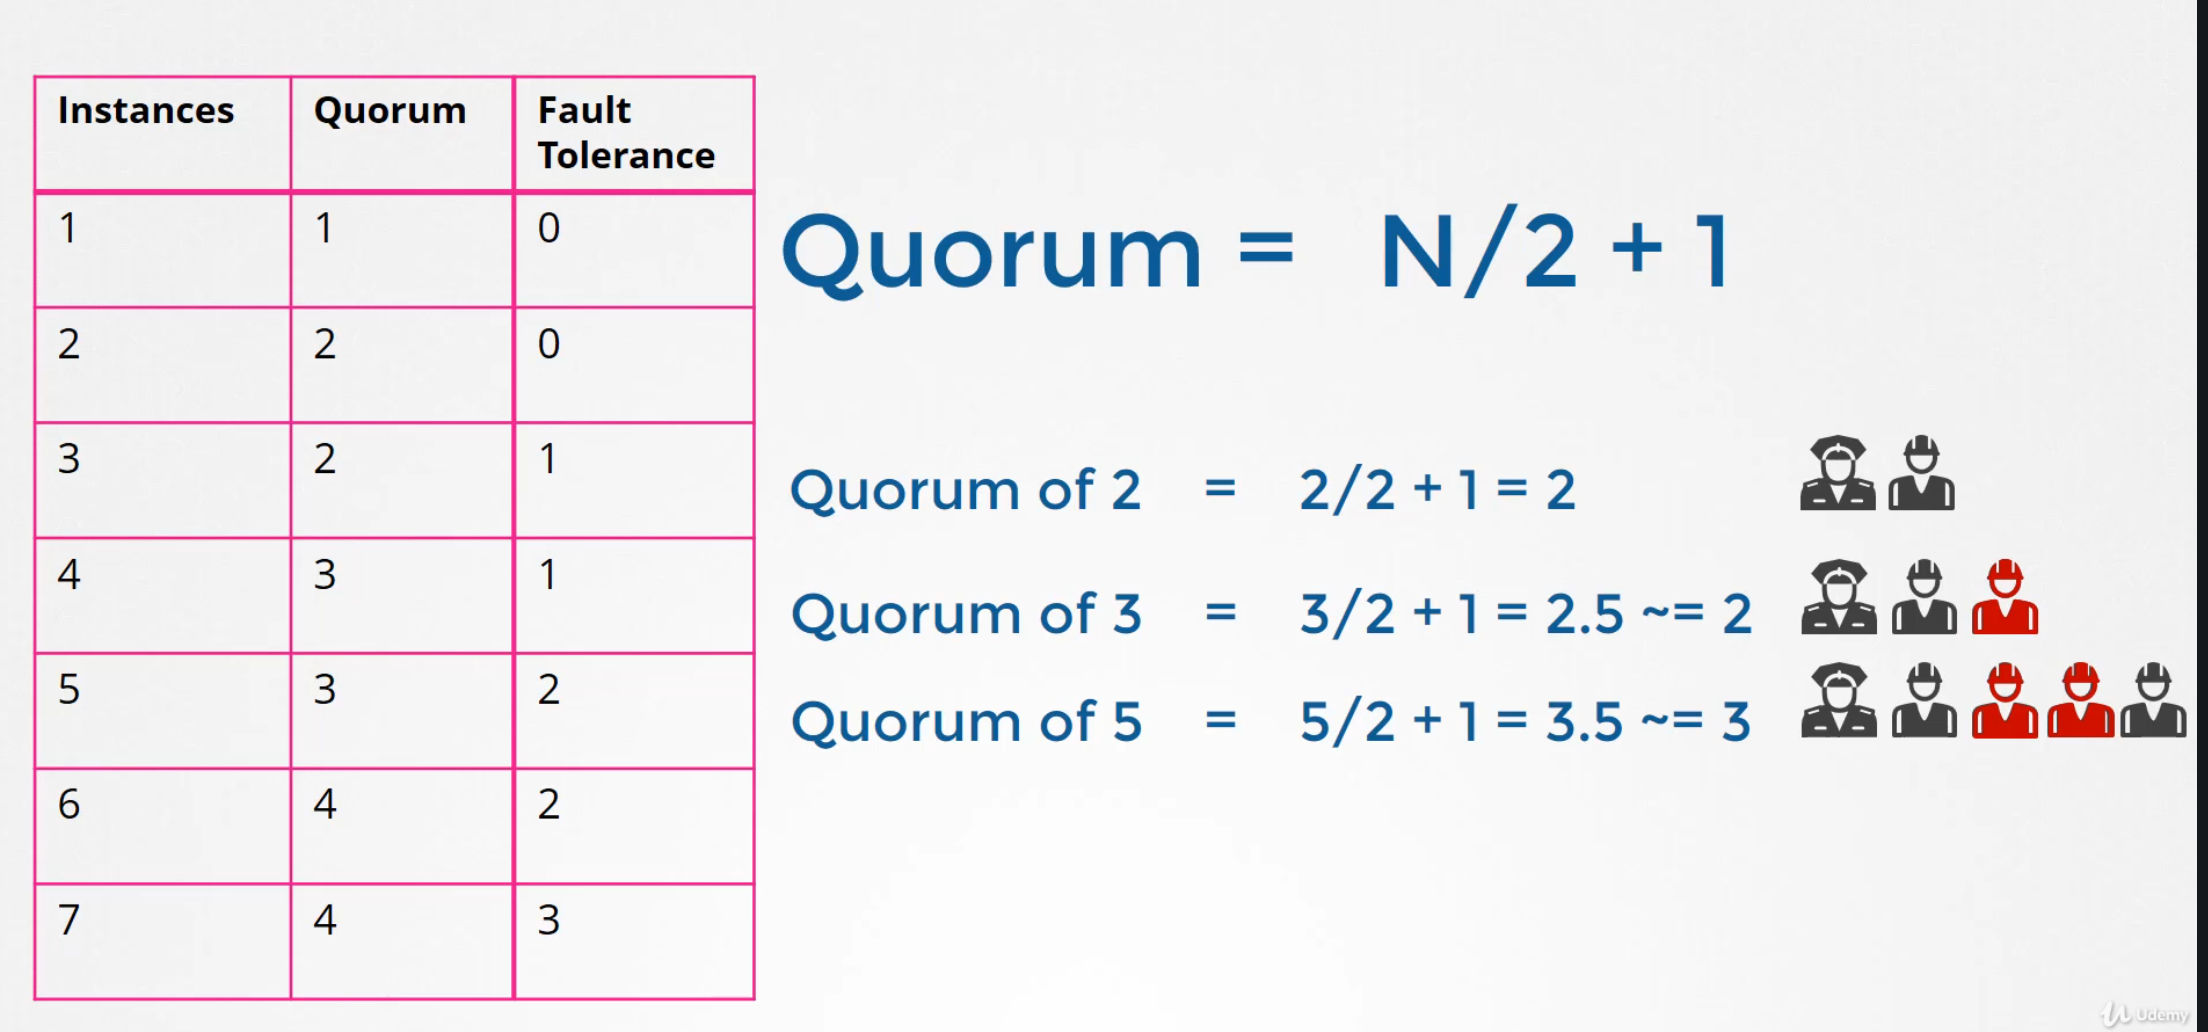 Instances Quorum Fault Tolerance
1 1 0
2 2 0
3 2 1
4 3 1
5 3 2
6 4 2
7 4 3
Quorum = N/2 + 1
Quorum of 2 = 2/2 + 1 = 2
Quorum of 3 = 3/2 + 1 = 2.5 ~= 2
Quorum of 5 = 5/2 + 1 = 3.5 ~= 3
Udemy